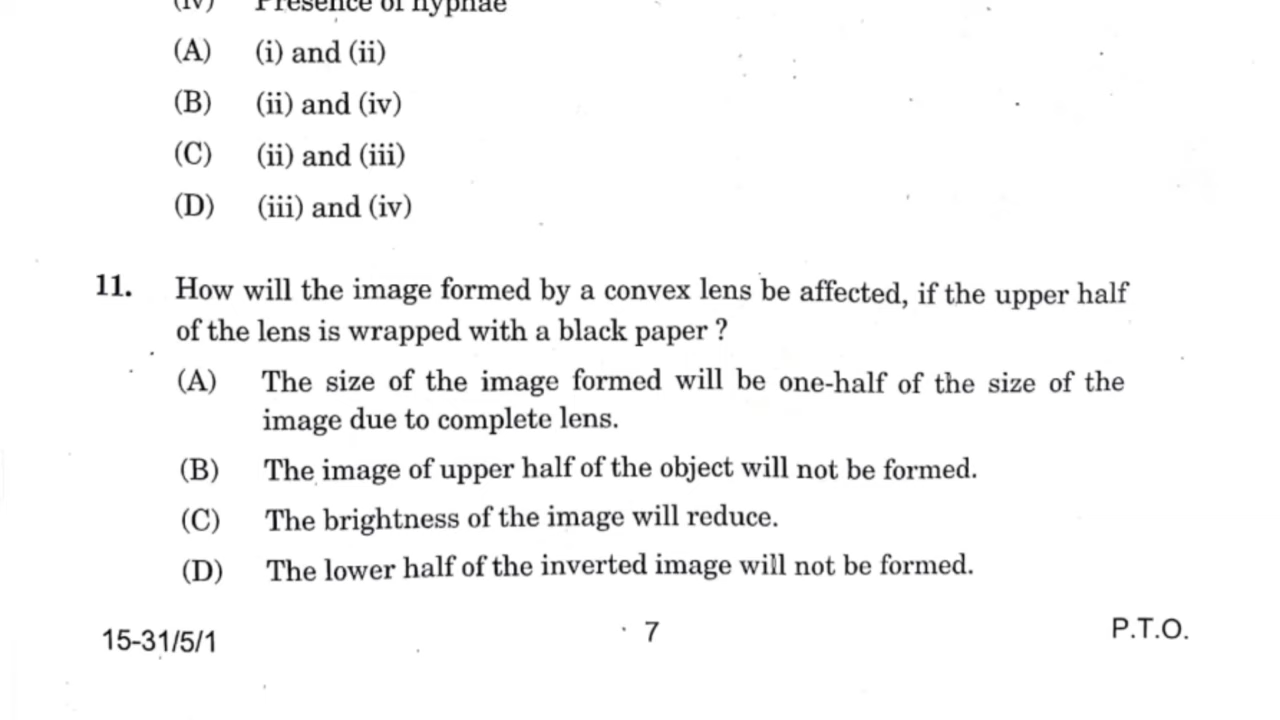 (iv) Presence of hyphae
(A) (i) and (ii)
(B) (ii) and (iv)
(C) (ii) and (iii)
(D) (iii) and (iv)
11. How will the image formed by a convex lens be affected, if the upper half
of the lens is wrapped with a black paper ?
(A) The size of the image formed will be one-half of the size of the
image due to complete lens.
(B) The image of upper half of the object will not be formed.
(C) The brightness of the image will reduce.
(D) The lower half of the inverted image will not be formed.
15-31/5/1 7 P.T.O.